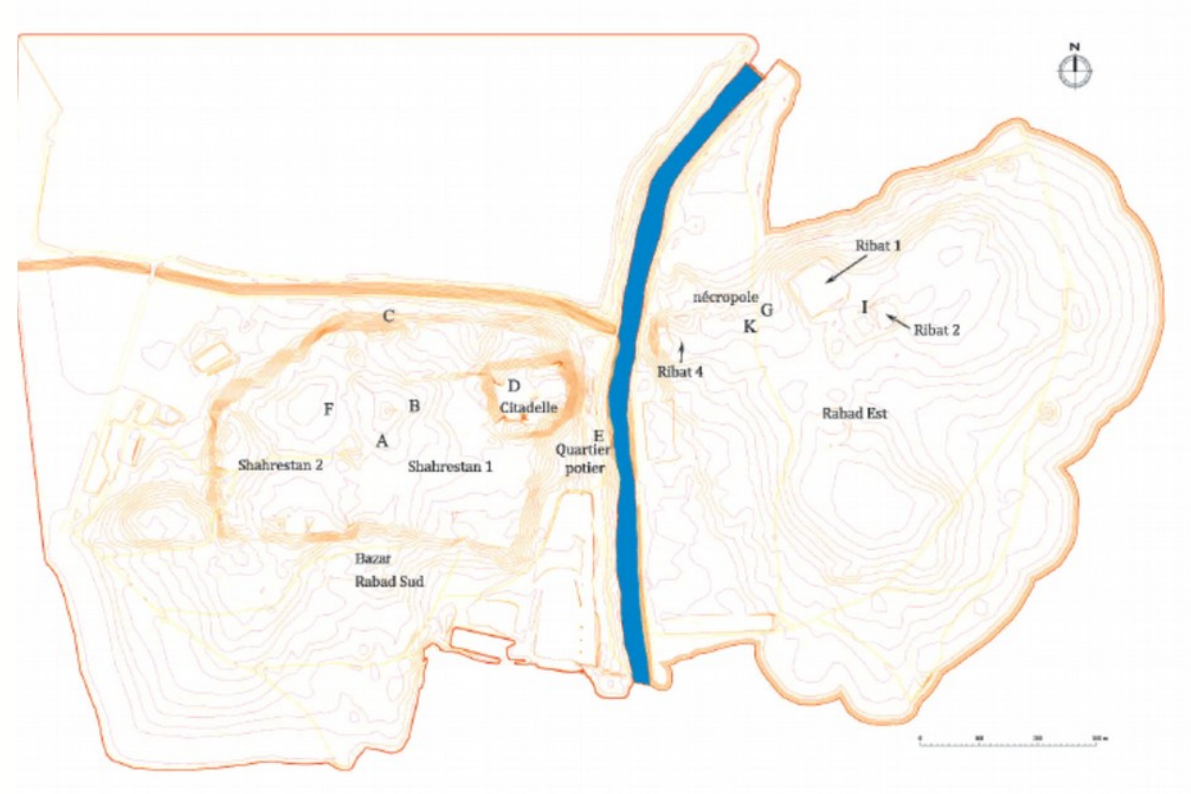 N
Ribat 1
nécropole
G
I
K
Ribat 2
C
Ribat 4
D
F
B
Citadelle
Rabad Est
E
A
Quartier
potier
Shahrestan 2
Shahrestan 1
Bazar
Rabad Sud
0